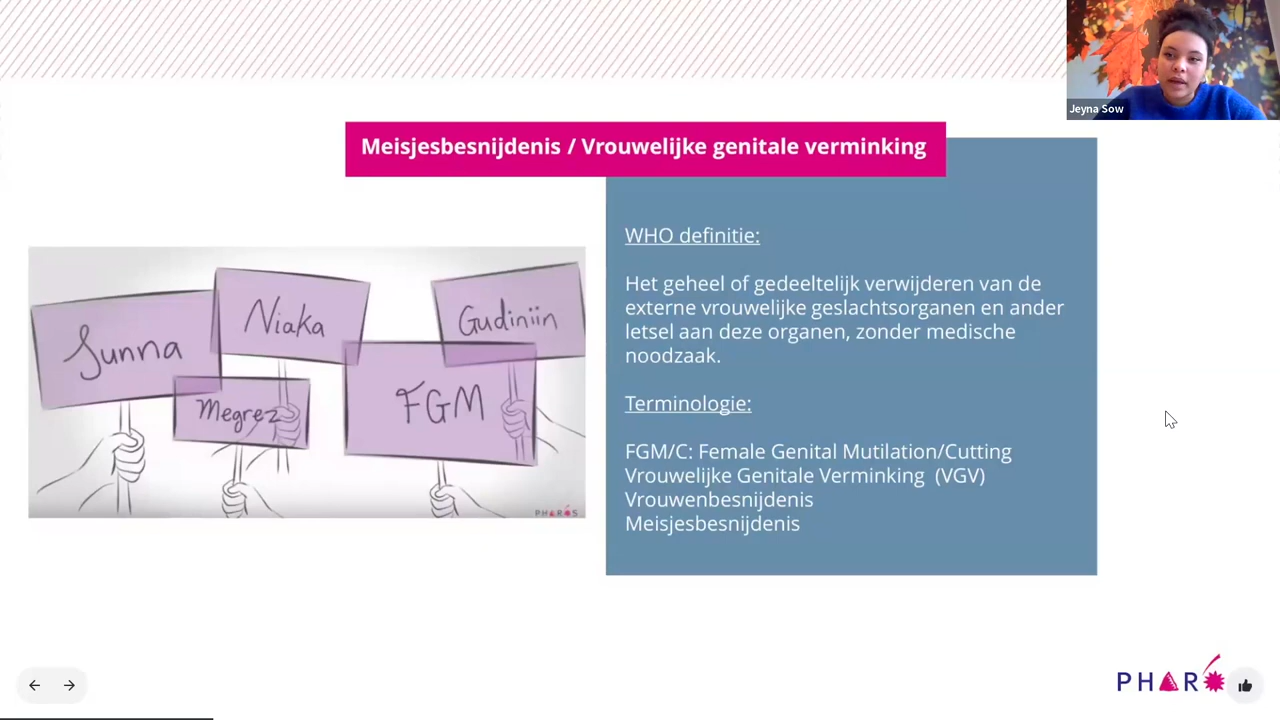 Jeyna Sow
Meisjesbesnijdenis / Vrouwelijke genitale verminking
Sunna
Niaka
Gudiniin
Megrez
FGM
PHAROS
WHO definitie:
Het geheel of gedeeltelijk verwijderen van de
externe vrouwelijke geslachtsorganen en ander
letsel aan deze organen, zonder medische
noodzaak.
Terminologie:
FGM/C: Female Genital Mutilation/Cutting
Vrouwelijke Genitale Verminking (VGV)
Vrouwenbesnijdenis
Meisjesbesnijdenis
PHAROS